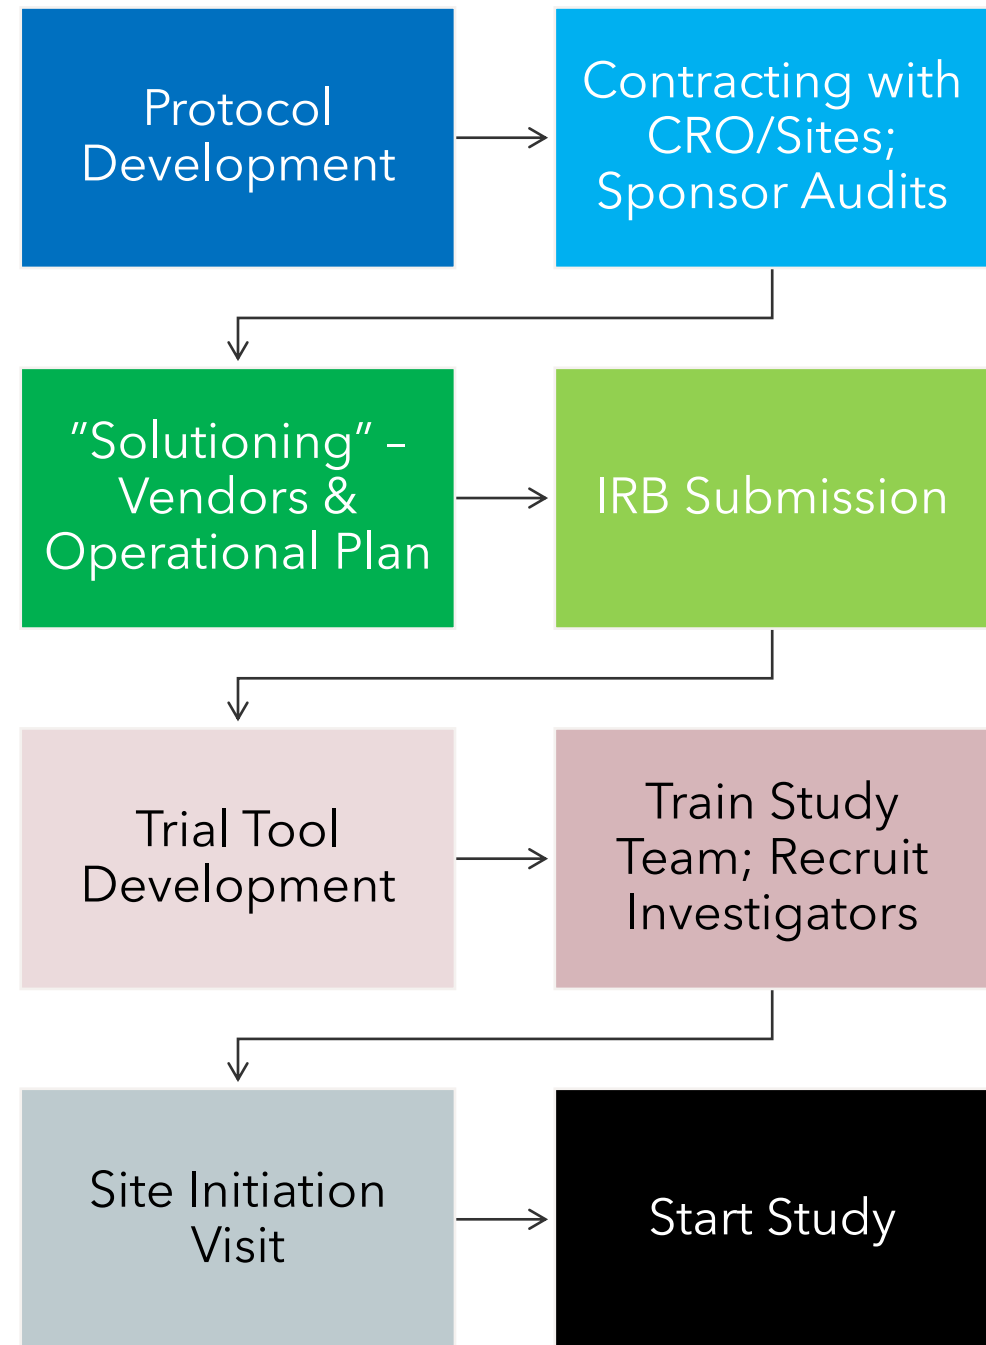 Protocol
Development
Contracting with
CRO/Sites;
Sponsor Audits
“Solutioning” –
Vendors &
Operational Plan
IRB Submission
Trial Tool
Development
Train Study
Team; Recruit
Investigators
Site Initiation
Visit
Start Study